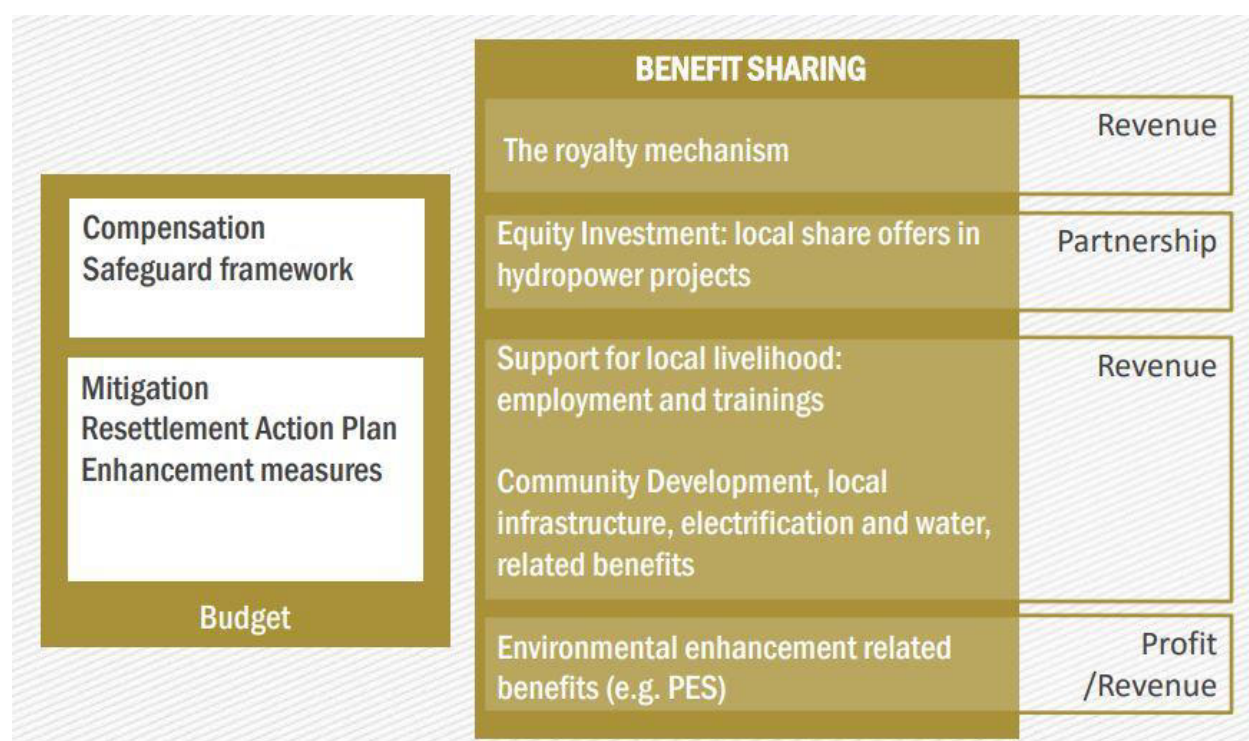 Compensation
Safeguard framework
Mitigation
Resettlement Action Plan
Enhancement measures
Budget
BENEFIT SHARING
The royalty mechanism
Revenue
Equity Investment: local share offers in
hydropower projects
Partnership
Support for local livelihood:
employment and trainings
Community Development, local
infrastructure, electrification and water,
related benefits
Revenue
Environmental enhancement related
benefits (e.g. PES)
Profit
/Revenue